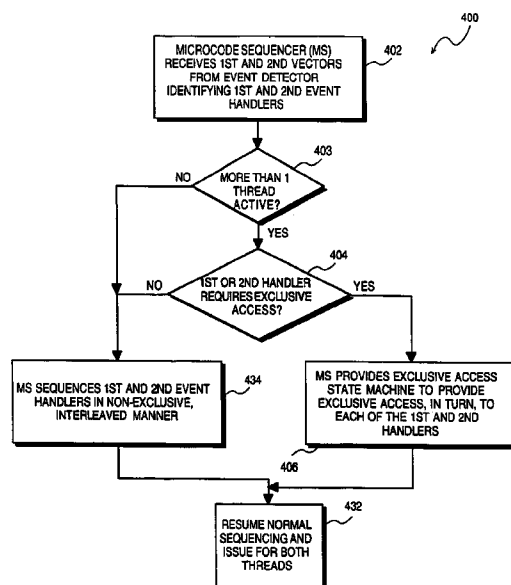 400
MICROCODE SEQUENCER (MS)
RECEIVES 1ST AND 2ND VECTORS
FROM EVENT DETECTOR
IDENTIFYING 1ST AND 2ND EVENT
HANDLERS
402
403
MORE THAN 1
THREAD
ACTIVE?
NO
YES
404
1ST OR 2ND HANDLER
REQUIRES EXCLUSIVE
ACCESS?
NO
YES
MS SEQUENCES 1ST AND 2ND EVENT
HANDLERS IN NON-EXCLUSIVE,
INTERLEAVED MANNER
434
MS PROVIDES EXCLUSIVE ACCESS
STATE MACHINE TO PROVIDE
EXCLUSIVE ACCESS, IN TURN, TO
EACH OF THE 1ST AND 2ND
HANDLERS
406
432
RESUME NORMAL
SEQUENCING AND
ISSUE FOR BOTH
THREADS